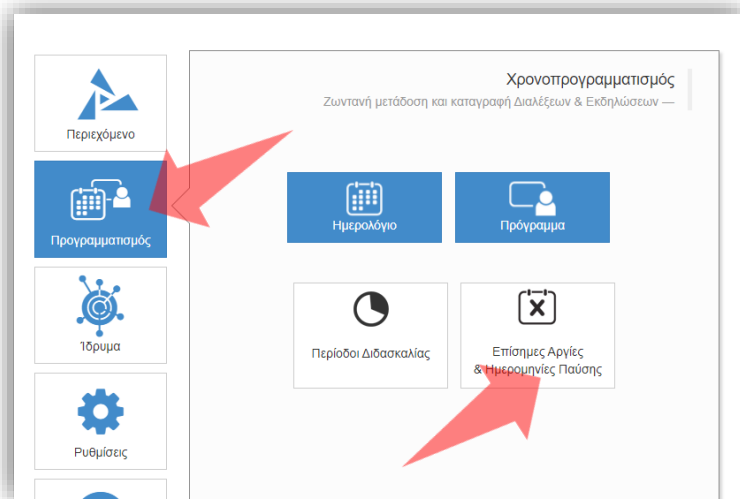 Περιεχόμενο
Προγραμματισμός
Ίδρυμα
Ρυθμίσεις
Χρονοπρογραμματισμός
Ζωντανή μετάδοση και καταγραφή Διαλέξεων & Εκδηλώσεων —
Ημερολόγιο
Πρόγραμμα
Περίοδοι Διδασκαλίας
Επίσημες Αργίες
& Ημερομηνίες Παύσης